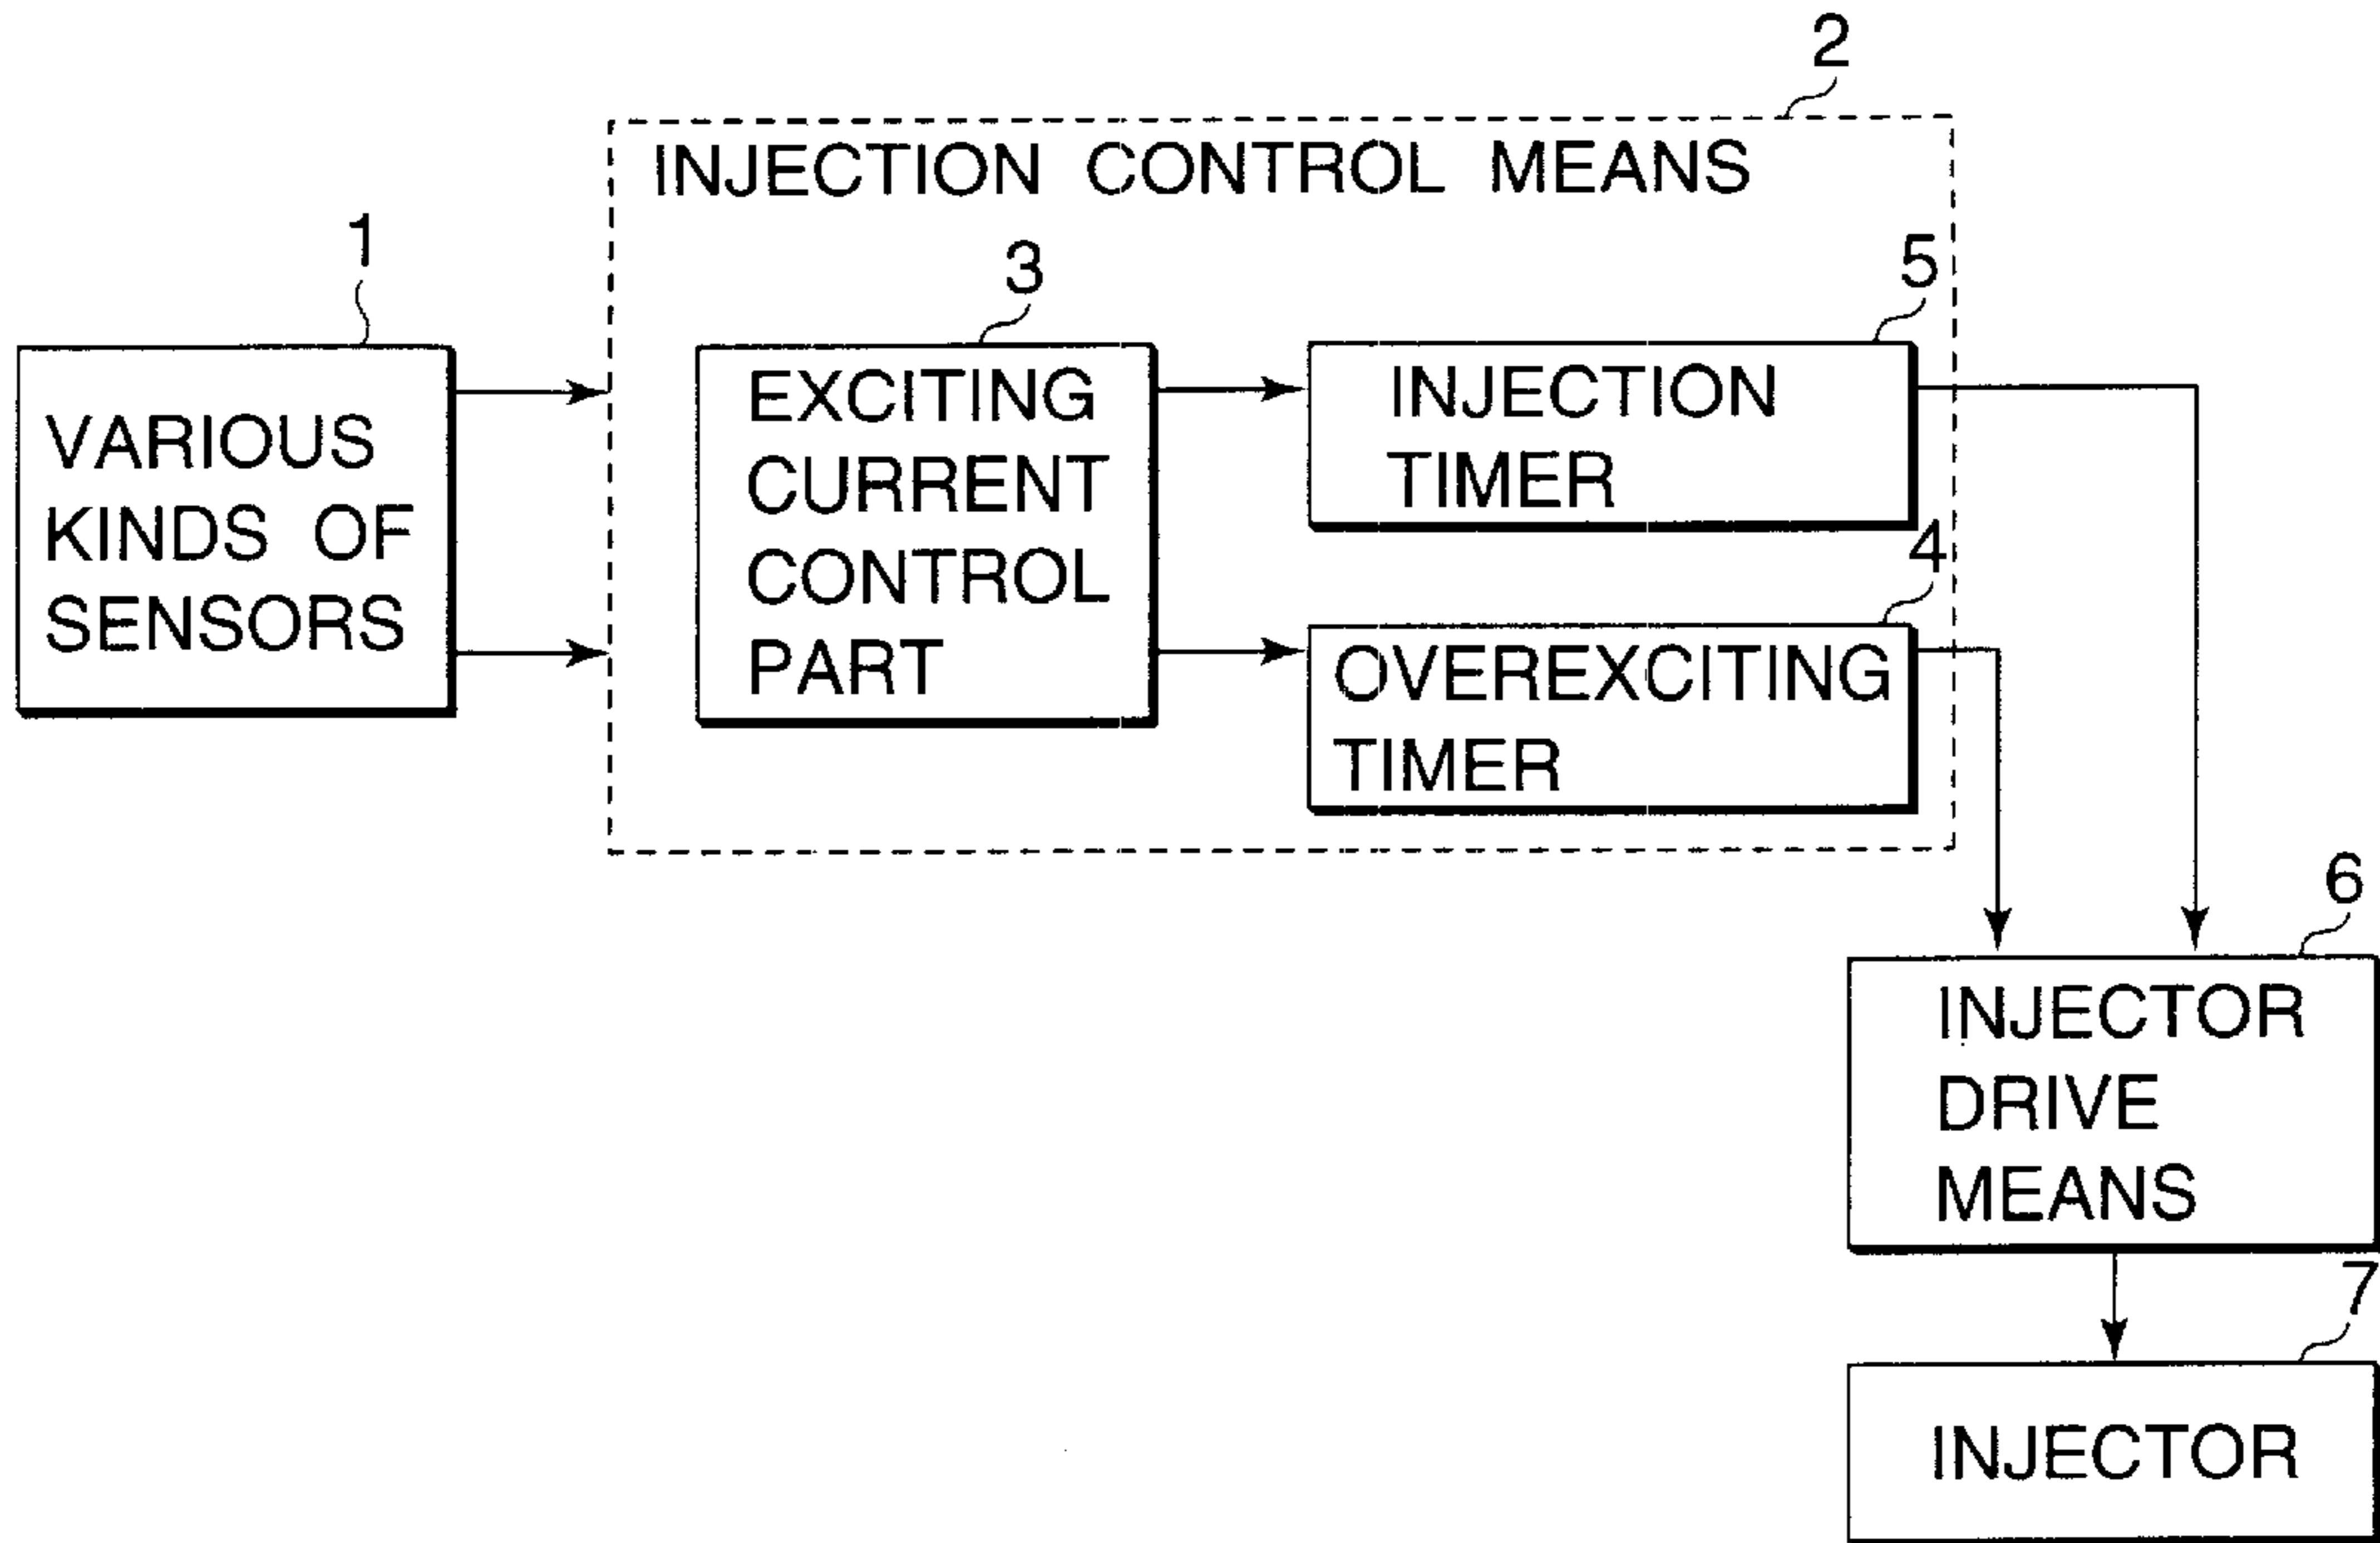 2
INJECTION CONTROL MEANS
1
VARIOUS
KINDS OF
SENSORS
3
EXCITING
CURRENT
CONTROL
PART
5
INJECTION
TIMER
4
OVEREXCITING
TIMER
6
INJECTOR
DRIVE
MEANS
7
INJECTOR